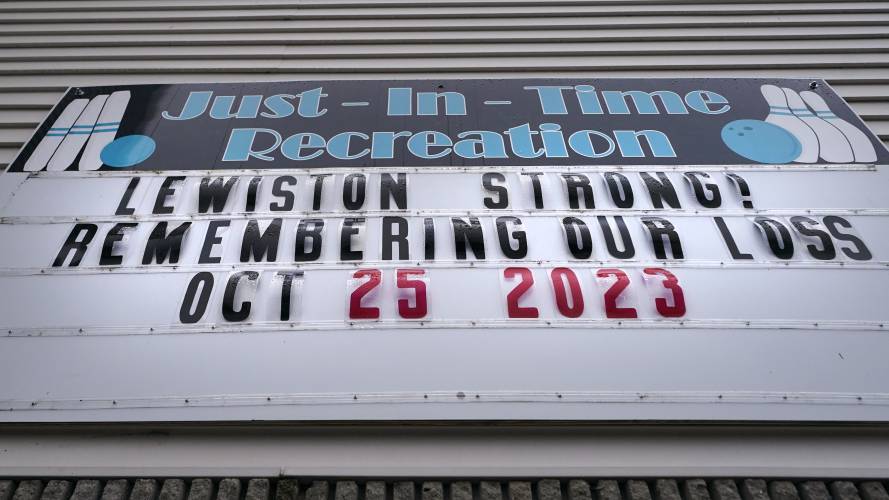 Just-In-Time
Recreation
LEWISTON STRONG!
REMEMBERING OUR LOSS
OCT 25 2023